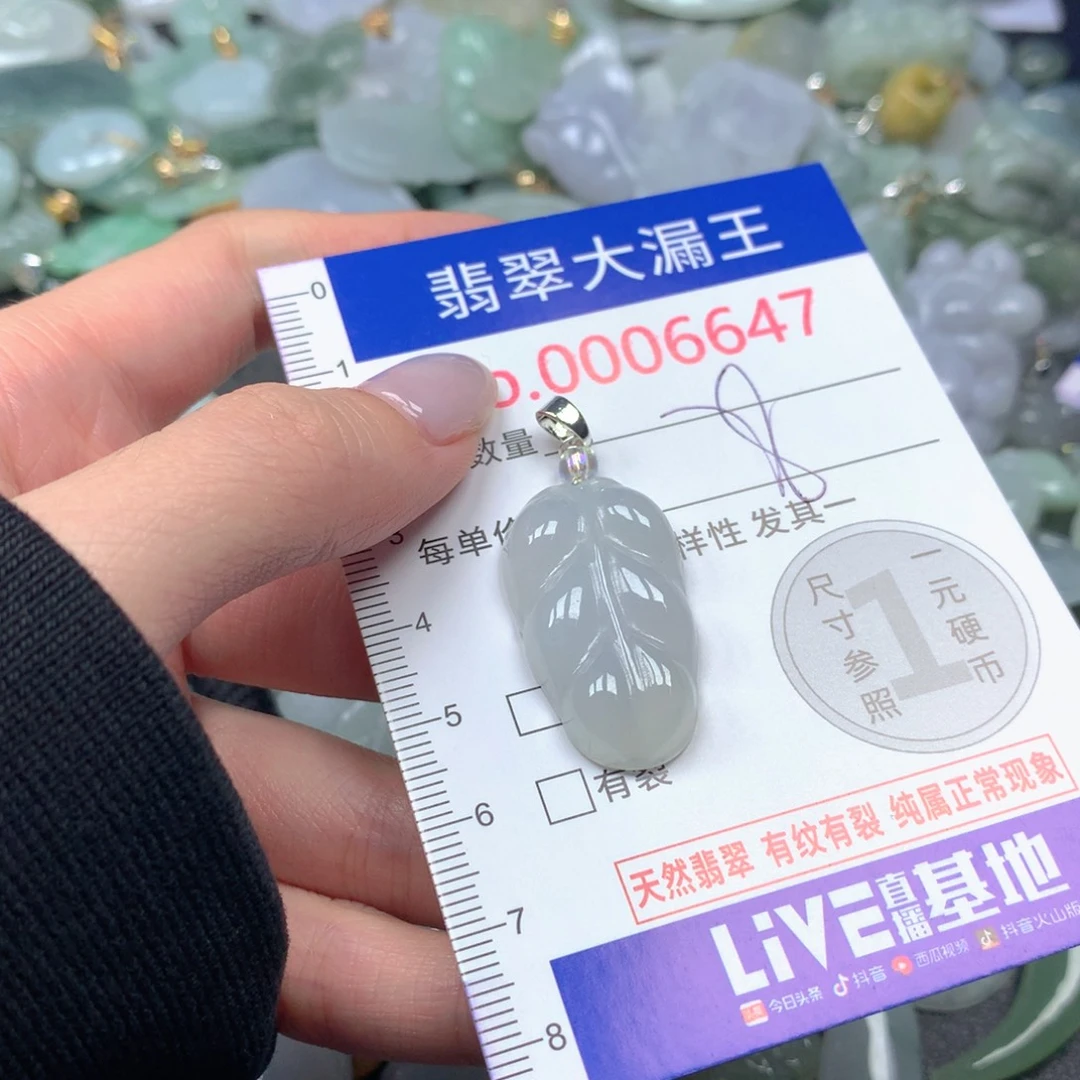 0
翡翠大漏王
1
o.0006647
数量
3
每单 样性 发其一
4
尺寸参照
1
一元硬币
5
6
有裂
天然翡翠 有纹有裂 纯属正常现象
7
LiVE直播基地
今日头条 抖音 西瓜视频 抖音火山版
8